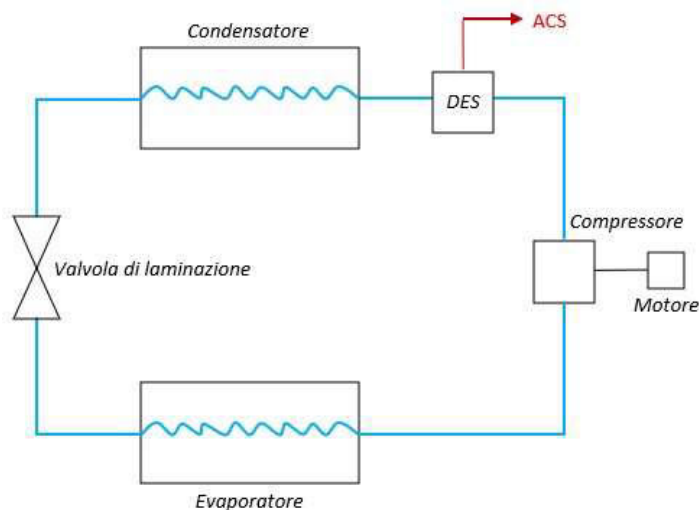 Condensatore
ACS
DES
Compressore
Valvola di laminazione
Motore
Evaporatore